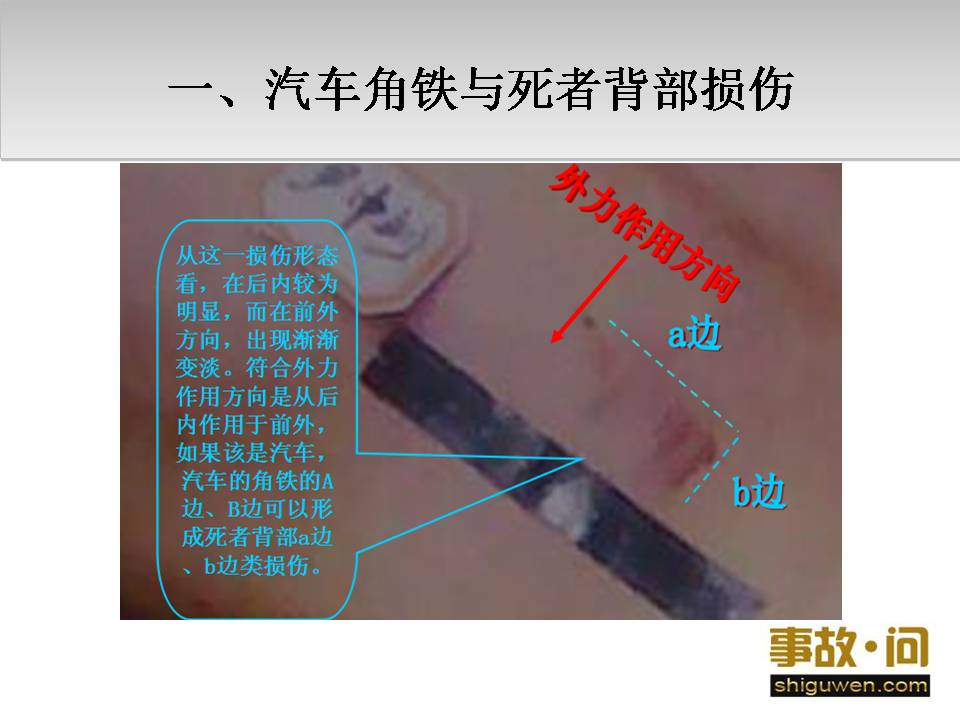 一、汽车角铁与死者背部损伤
外力作用方向
从这一损伤形态
看，在后内较为
明显，而在前外
方向，出现渐渐
变淡。符合外力
作用方向是从后
内作用于前外，
如果该是汽车，
汽车的角铁的A
边、B边可以形
成死者背部a边
、b边类损伤。
a边
b边
事故·问
shiguwen.com